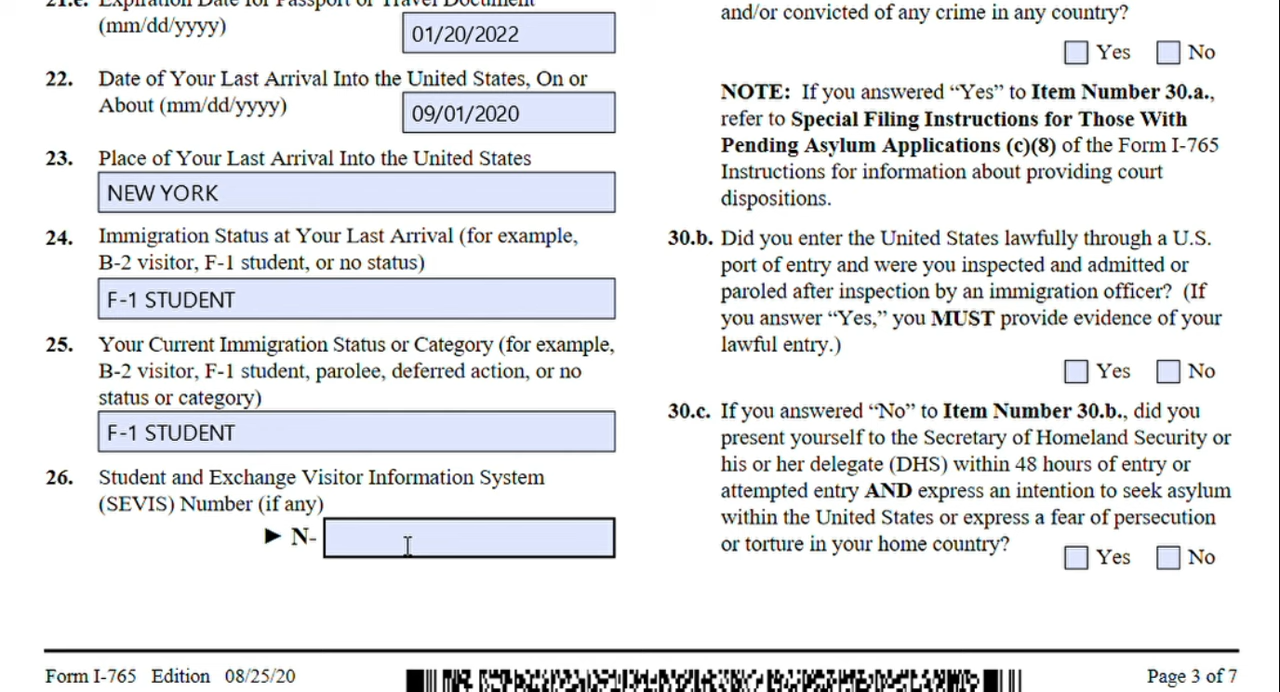 21.e. Expiration Date for Passport or Travel Document
(mm/dd/yyyy)
01/20/2022
22. Date of Your Last Arrival Into the United States, On or
About (mm/dd/yyyy)
09/01/2020
23. Place of Your Last Arrival Into the United States
NEW YORK
24. Immigration Status at Your Last Arrival (for example,
B-2 visitor, F-1 student, or no status)
F-1 STUDENT
25. Your Current Immigration Status or Category (for example,
B-2 visitor, F-1 student, parolee, deferred action, or no
status or category)
F-1 STUDENT
26. Student and Exchange Visitor Information System
(SEVIS) Number (if any)
► N-
and/or convicted of any crime in any country?
Yes No
NOTE: If you answered “Yes” to Item Number 30.a.,
refer to Special Filing Instructions for Those With
Pending Asylum Applications (c)(8) of the Form I-765
Instructions for information about providing court
dispositions.
30.b. Did you enter the United States lawfully through a U.S.
port of entry and were you inspected and admitted or
paroled after inspection by an immigration officer? (If
you answer “Yes,” you MUST provide evidence of your
lawful entry.)
Yes No
30.c. If you answered “No” to Item Number 30.b., did you
present yourself to the Secretary of Homeland Security or
his or her delegate (DHS) within 48 hours of entry or
attempted entry AND express an intention to seek asylum
within the United States or express a fear of persecution
or torture in your home country?
Yes No
Form I-765 Edition 08/25/20
Page 3 of 7